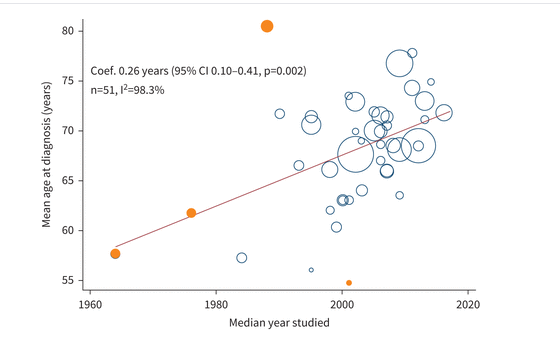 80
75
70
65
60
55
Mean age at diagnosis (years)
Coef. 0.26 years (95% CI 0.10–0.41, p=0.002)
n=51, I²=98.3%
1960
1980
2000
2020
Median year studied